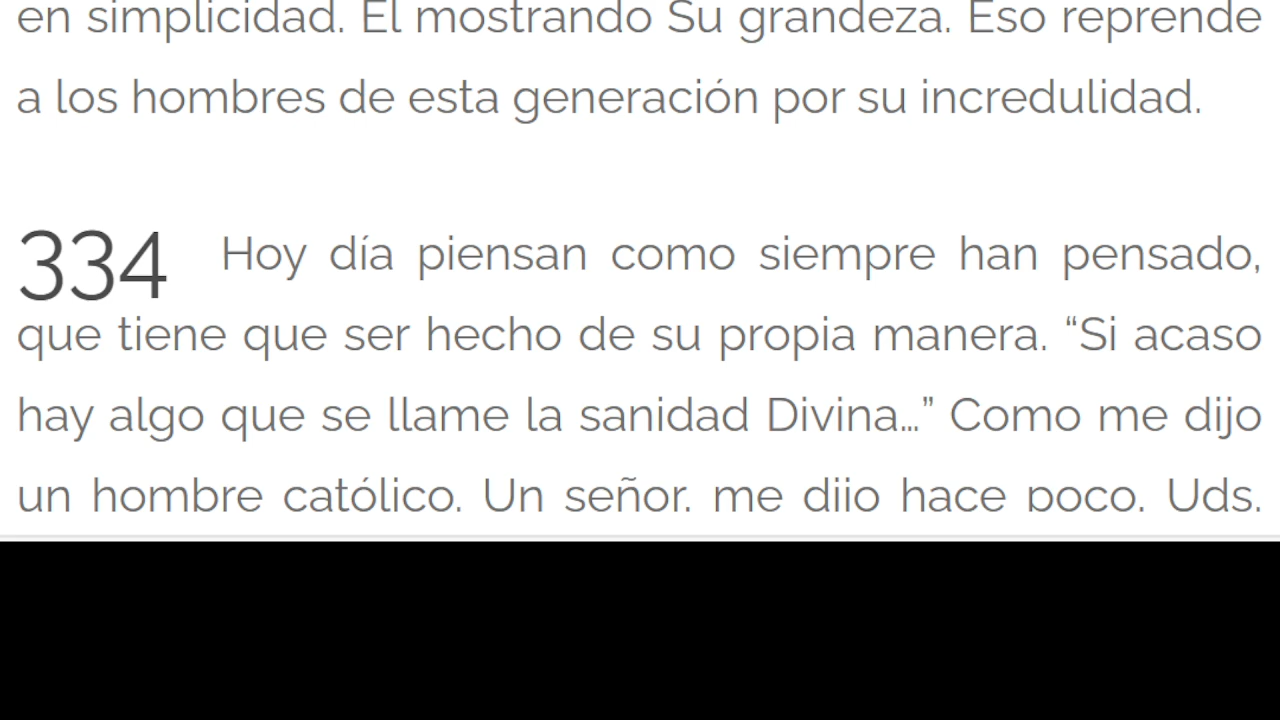 en simplicidad. Él mostrando Su grandeza. Eso reprende
a los hombres de esta generación por su incredulidad.
334 Hoy día piensan como siempre han pensado,
que tiene que ser hecho de su propia manera. “Si acaso
hay algo que se llame la sanidad Divina…” Como me dijo
un hombre católico. Un señor, me dijo hace poco, Uds.